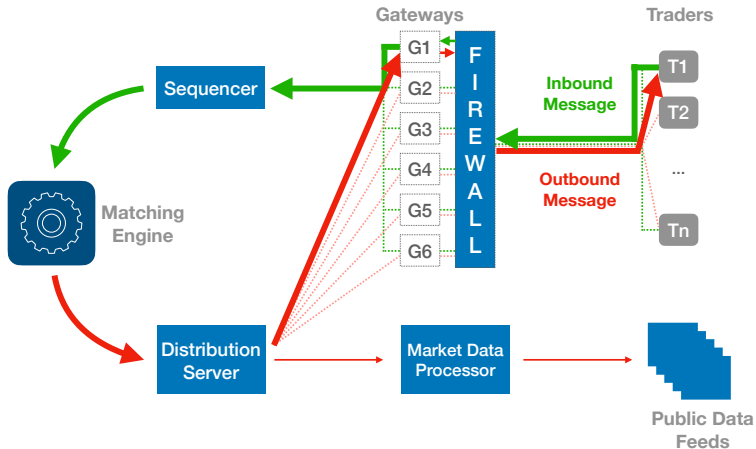 Gateways
Traders
G1
G2
G3
G4
G5
G6
F
I
R
E
W
A
L
L
Sequencer
Inbound
Message
Outbound
Message
T1
T2
...
Tn
Matching
Engine
Distribution
Server
Market Data
Processor
Public Data
Feeds